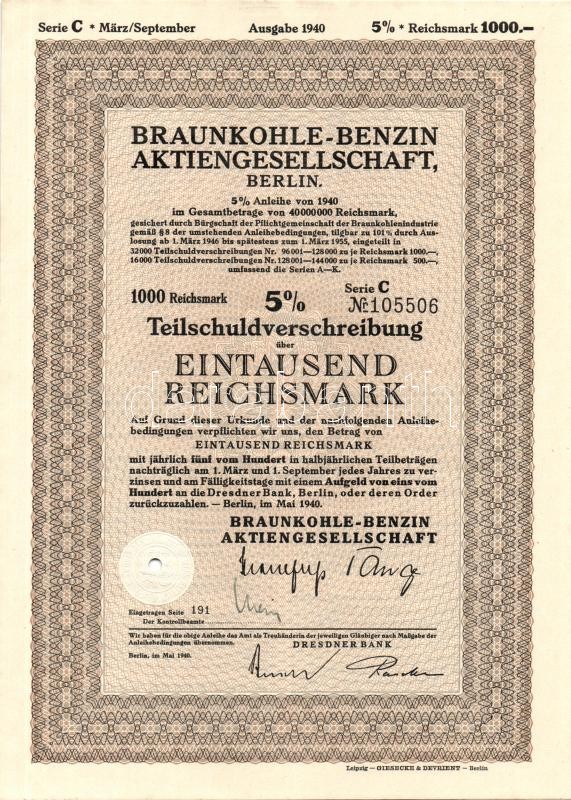 Serie C * März/September Ausgabe 1940 5% * Reichsmark 1000.—
BRAUNKOHLE-BENZIN
AKTIENGESELLSCHAFT,
BERLIN.
5% Anleihe von 1940
im Gesamtbetrage von 40000000 Reichsmark,
gesichert durch Bürgschaft der Pflichtgemeinschaft der Braunkohlenindustrie
gemäß § 8 der umstehenden Anleihebedingungen, tilgbar zu 101% durch Aus-
losung ab 1. März 1946 bis spätestens zum 1. März 1955, eingeteilt in
32000 Teilschuldverschreibungen Nr. 96001—128000 zu je Reichsmark 1000.—,
16000 Teilschuldverschreibungen Nr. 128001—144000 zu je Reichsmark 500.—,
umfassend die Serien A—K.
1000 Reichsmark 5% Serie C
№ 105506
Teilschuldverschreibung
über
EINTAUSEND
REICHSMARK
Auf Grund dieser Urkunde und der nachfolgenden Anleihe-
bedingungen verpflichten wir uns, den Betrag von
EINTAUSEND REICHSMARK
mit jährlich fünf vom Hundert in halbjährlichen Teilbeträgen
nachträglich am 1. März und 1. September jedes Jahres zu ver-
zinsen und am Fälligkeitstage mit einem Aufgeld von eins vom
Hundert an die Dresdner Bank, Berlin, oder deren Order
zurückzuzahlen. — Berlin, im Mai 1940.
BRAUNKOHLE-BENZIN
AKTIENGESELLSCHAFT
Eingetragen Seite 191
Der Kontrollbeamte
Wir haben für die obige Anleihe das Amt als Treuhänderin der jeweiligen Gläubiger nach Maßgabe der
Anleihebedingungen übernommen. DRESDNER BANK
Berlin, im Mai 1940.
Leipzig — GIESECKE & DEVRIENT — Berlin